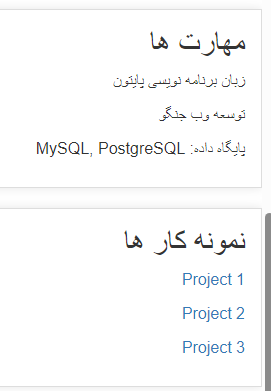 مهارت ها
زبان برنامه نویسی پایتون
توسعه وب جنگو
پایگاه داده: MySQL, PostgreSQL
نمونه کار ها
Project 1
Project 2
Project 3